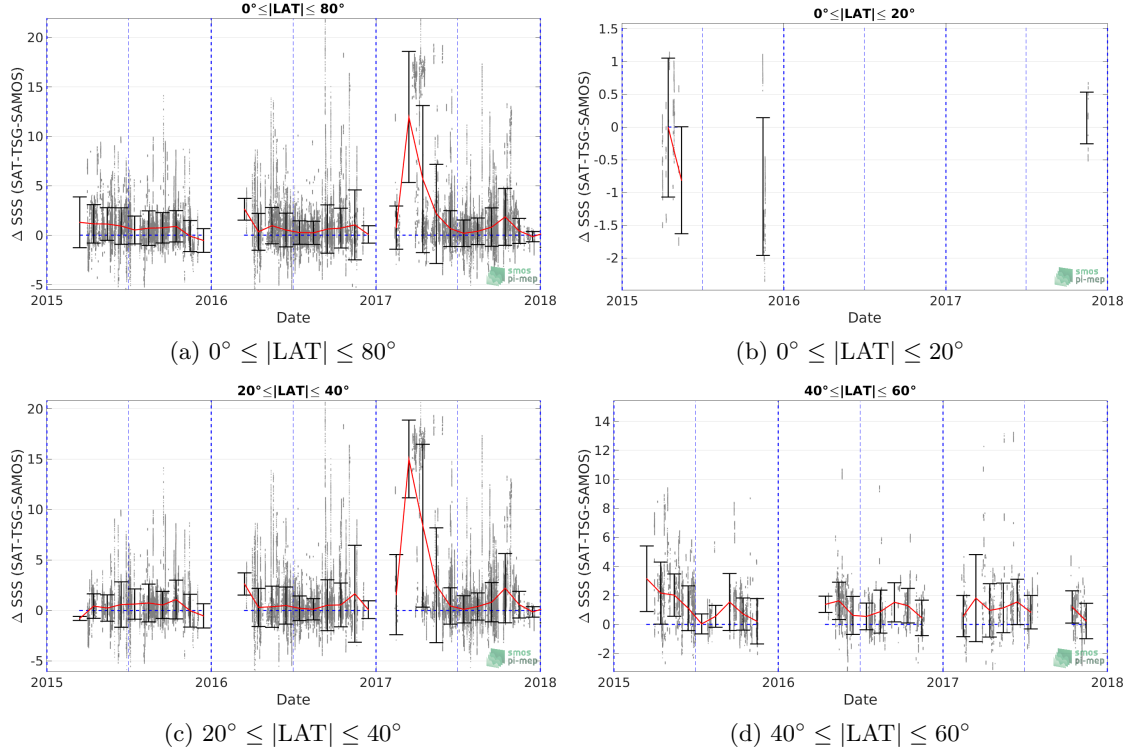 0°≤|LAT|≤ 80°
20
15
10
5
0
-5
Δ SSS (SAT-TSG-SAMOS)
2015
2016
2017
2018
Date
smos
pi-mep
(a) 0° ≤ |LAT| ≤ 80°
0°≤|LAT|≤ 20°
1.5
1
0.5
0
-0.5
-1
-1.5
-2
Δ SSS (SAT-TSG-SAMOS)
2015
2016
2017
2018
Date
smos
pi-mep
(b) 0° ≤ |LAT| ≤ 20°
20°≤|LAT|≤ 40°
20
15
10
5
0
-5
Δ SSS (SAT-TSG-SAMOS)
2015
2016
2017
2018
Date
smos
pi-mep
(c) 20° ≤ |LAT| ≤ 40°
40°≤|LAT|≤ 60°
14
12
10
8
6
4
2
0
-2
Δ SSS (SAT-TSG-SAMOS)
2015
2016
2017
2018
Date
smos
pi-mep
(d) 40° ≤ |LAT| ≤ 60°